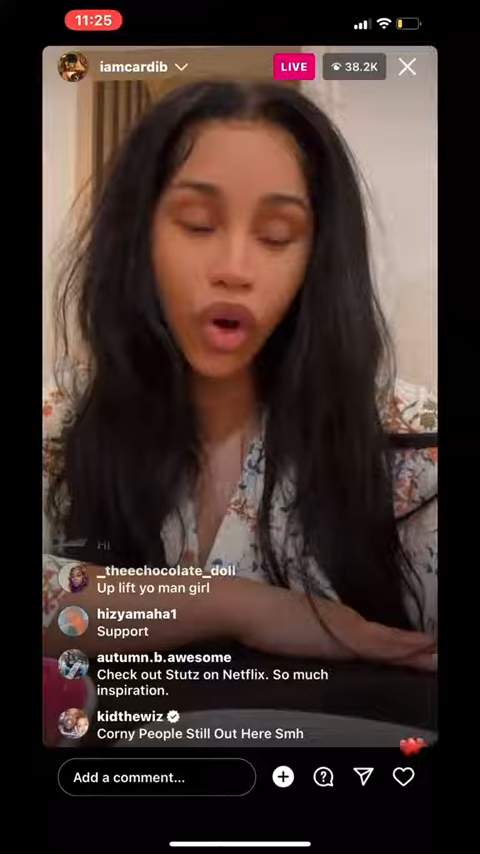 11:25
iamcardib
LIVE
38.2K
Hi
_theechocolate_doll
Up lift yo man girl
hizyamaha1
Support
autumn.b.awesome
Check out Stutz on Netflix. So much
inspiration.
kidthewiz
Corny People Still Out Here Smh
Add a comment...